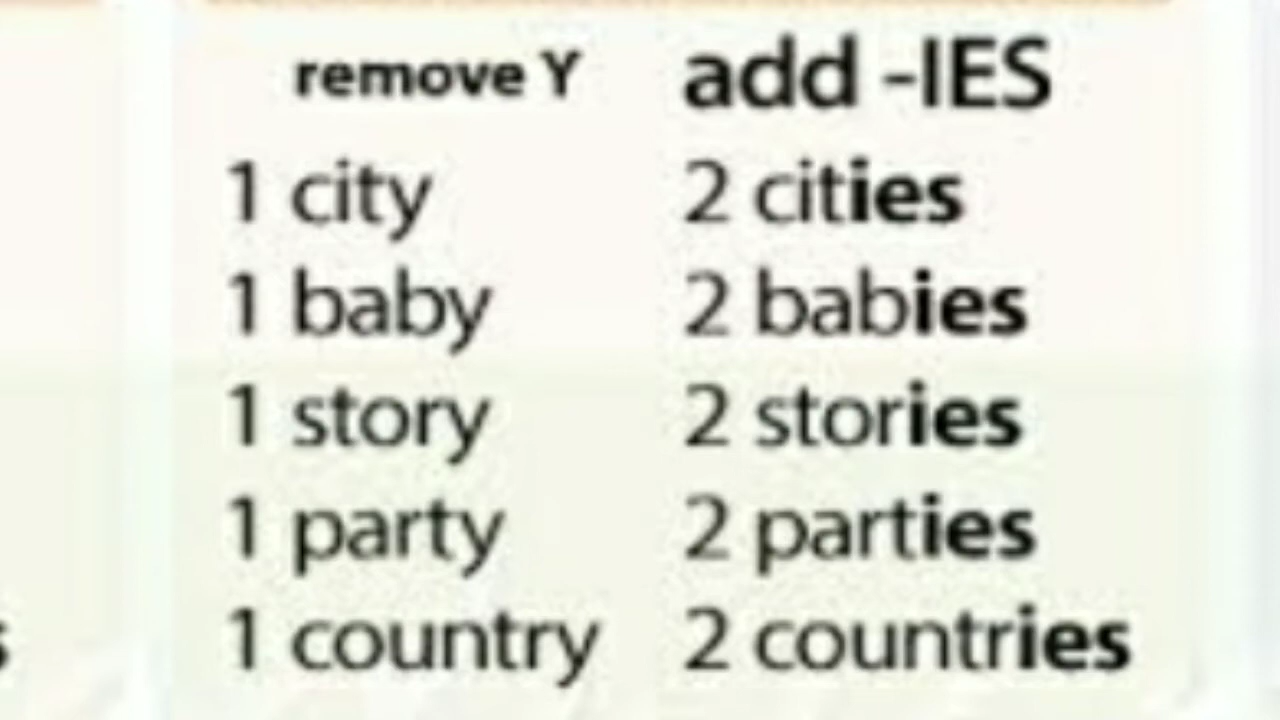 remove Y add -IES
1 city 2 cities
1 baby 2 babies
1 story 2 stories
1 party 2 parties
1 country 2 countries